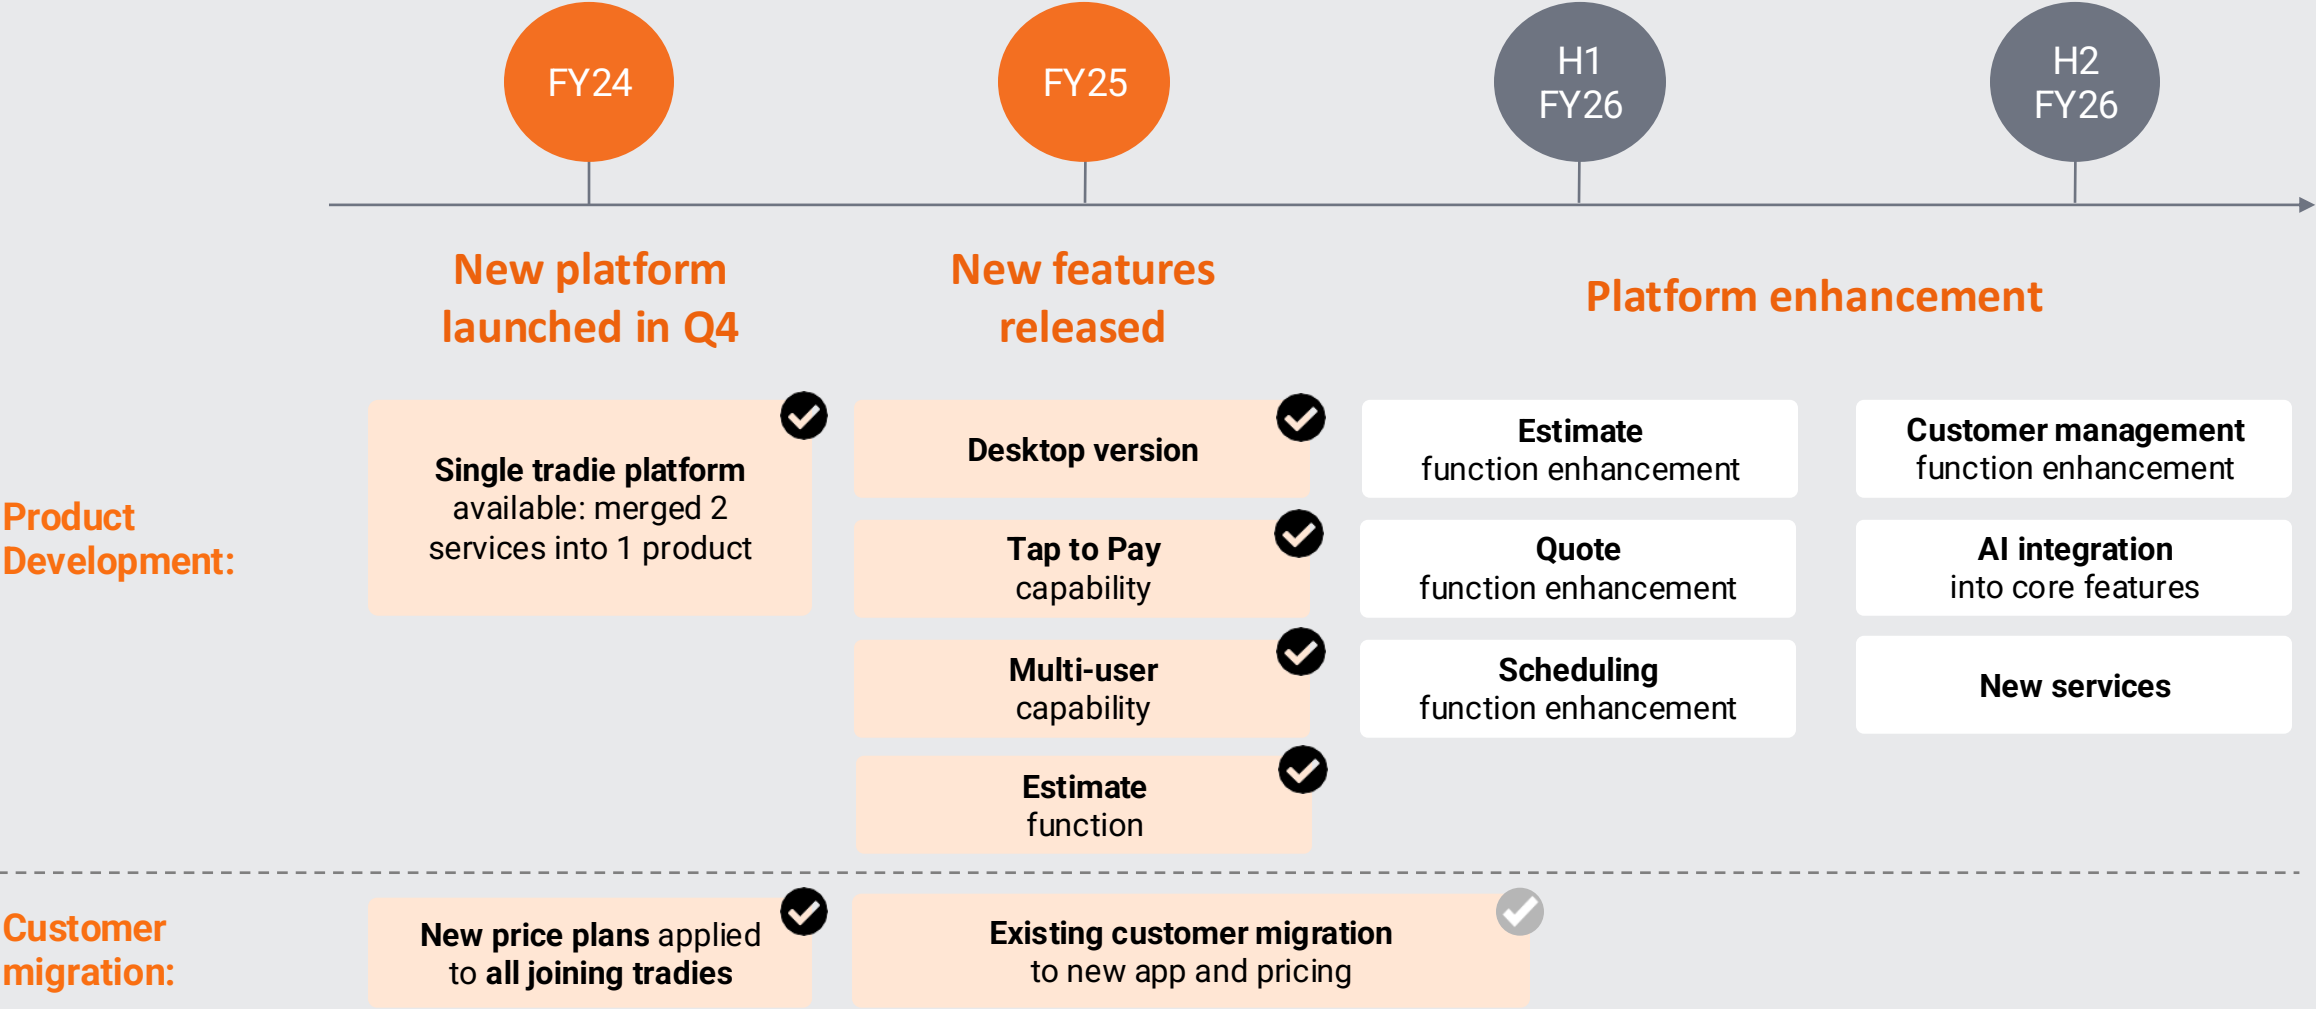 FY24
FY25
H1
FY26
H2
FY26
New platform
launched in Q4
New features
released
Platform enhancement
Product
Development:
Single tradie platform
available: merged 2
services into 1 product
Desktop version
Tap to Pay
capability
Multi-user
capability
Estimate
function
Estimate
function enhancement
Quote
function enhancement
Scheduling
function enhancement
Customer management
function enhancement
AI integration
into core features
New services
Customer
migration:
New price plans applied
to all joining tradies
Existing customer migration
to new app and pricing